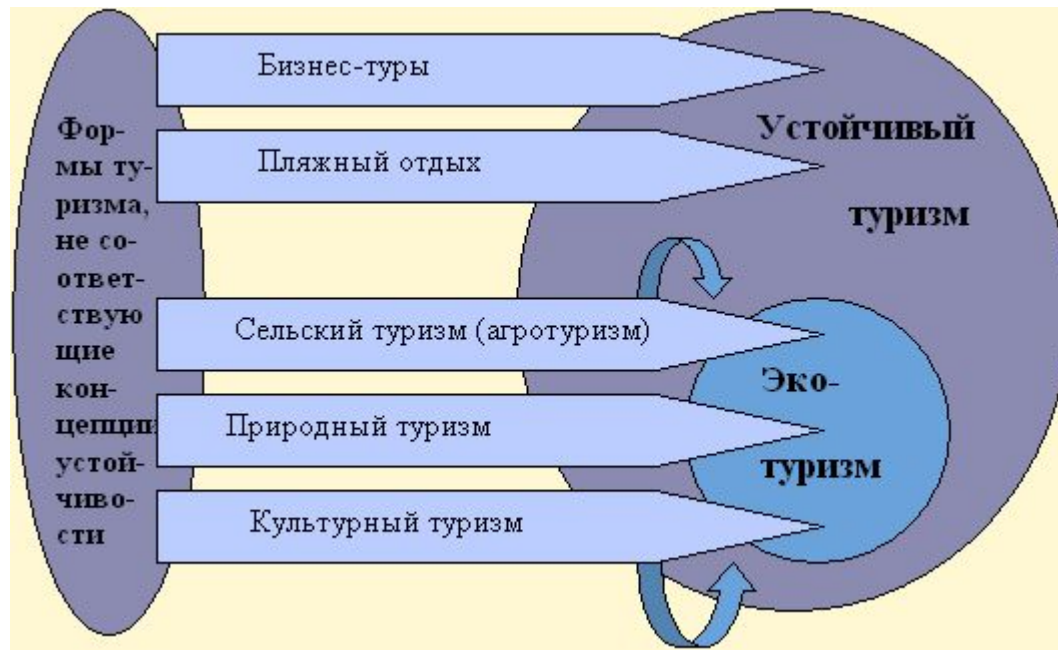 Фор-
мы ту-
ризма,
не со-
ответ-
ствую
щие
кон-
цепции
устой-
чиво-
сти
Бизнес-туры
Пляжный отдых
Сельский туризм (агротуризм)
Природный туризм
Культурный туризм
Устойчивый
туризм
Эко-
туризм